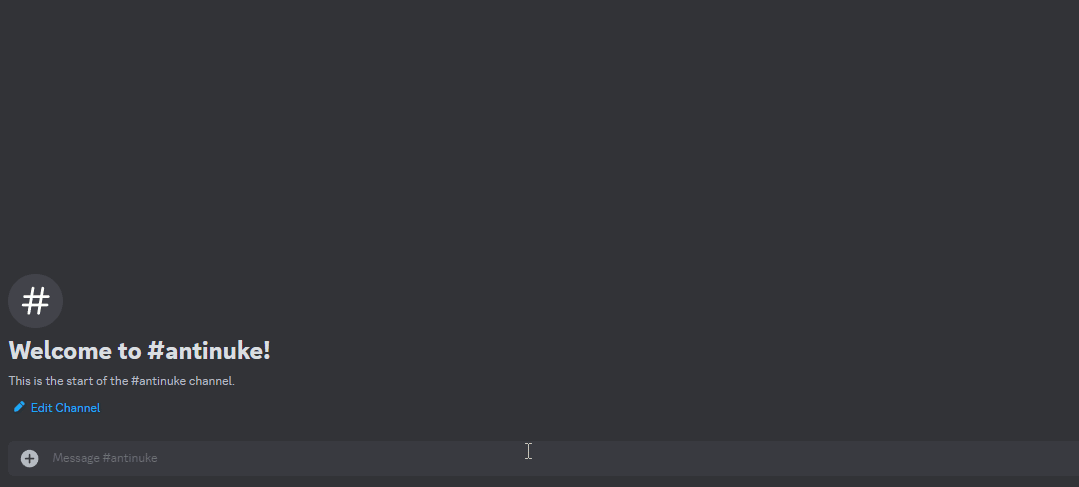 #
Welcome to #antinuke!
This is the start of the #antinuke channel.
Edit Channel
Message #antinuke